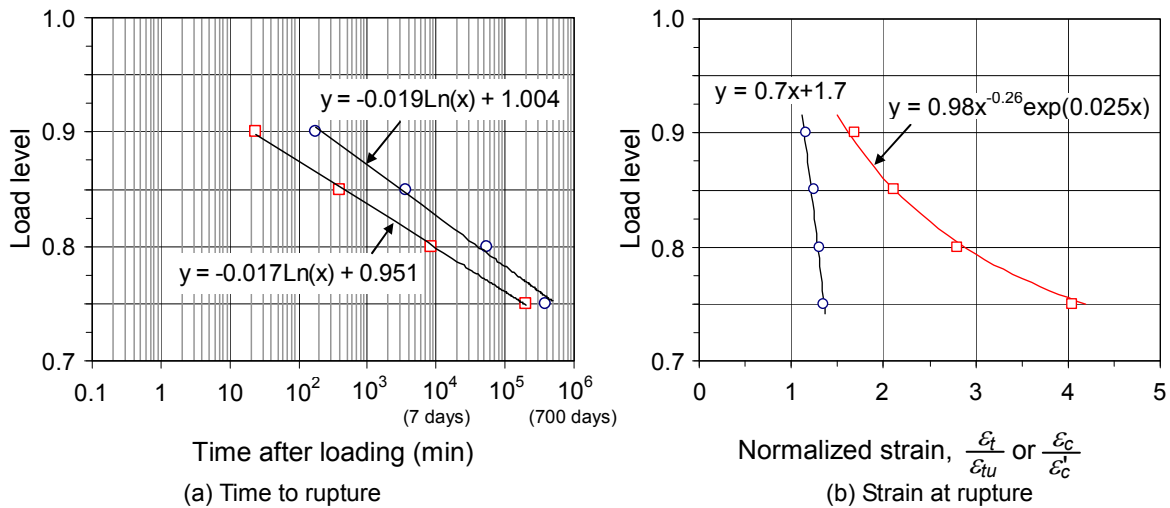 1.0
0.9
0.8
0.7
Load level
y = -0.019Ln(x) + 1.004
y = -0.017Ln(x) + 0.951
0.1 1 10 10² 10³ 10⁴ 10⁵ 10⁶
(7 days) (700 days)
Time after loading (min)
(a) Time to rupture
1.0
0.9
0.8
0.7
Load level
y = 0.7x+1.7
y = 0.98x⁻⁰·²⁶exp(0.025x)
0 1 2 3 4 5
Normalized strain, εt/εtu or εc/ε'c
(b) Strain at rupture